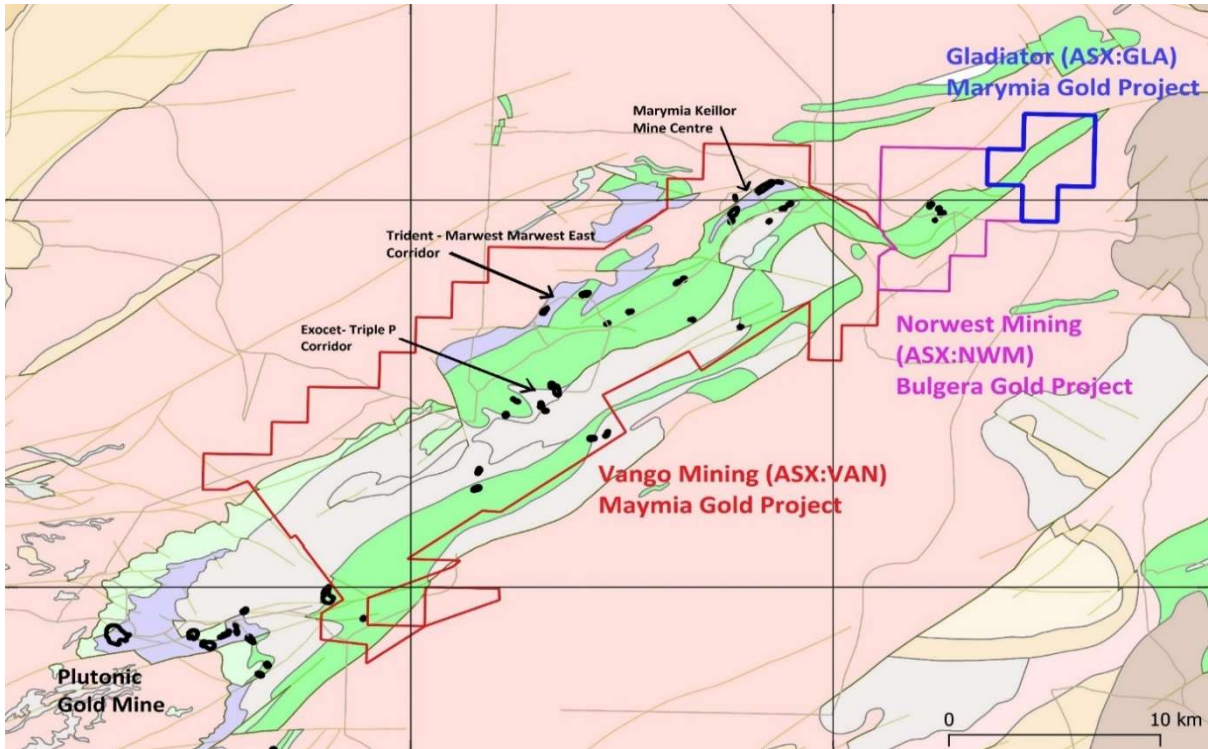 Gladiator (ASX:GLA)
Marymia Gold Project
Marymia Keillor
Mine Centre
Trident - Marwest Marwest East
Corridor
Exocet- Triple P
Corridor
Norwest Mining
(ASX:NWM)
Bulgera Gold Project
Vango Mining (ASX:VAN)
Maymia Gold Project
Plutonic
Gold Mine
0 10 km